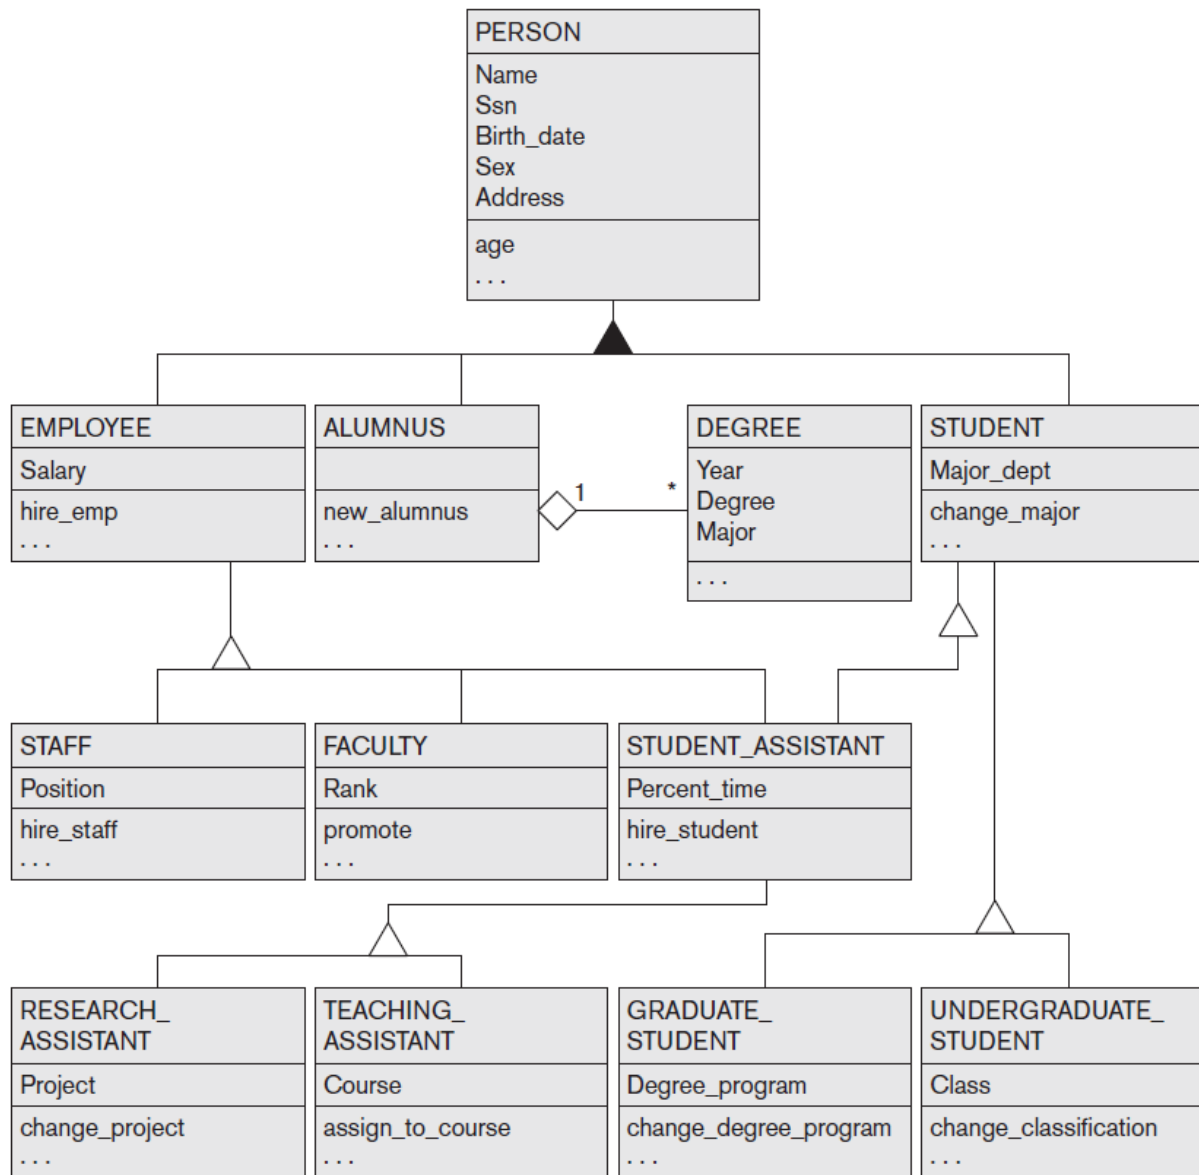 PERSON
Name
Ssn
Birth_date
Sex
Address
age
. . .
EMPLOYEE
Salary
hire_emp
. . .
ALUMNUS
new_alumnus
. . .
1
*
DEGREE
Year
Degree
Major
. . .
STUDENT
Major_dept
change_major
. . .
STAFF
Position
hire_staff
. . .
FACULTY
Rank
promote
. . .
STUDENT_ASSISTANT
Percent_time
hire_student
. . .
RESEARCH_
ASSISTANT
Project
change_project
. . .
TEACHING_
ASSISTANT
Course
assign_to_course
. . .
GRADUATE_
STUDENT
Degree_program
change_degree_program
. . .
UNDERGRADUATE_
STUDENT
Class
change_classification
. . .